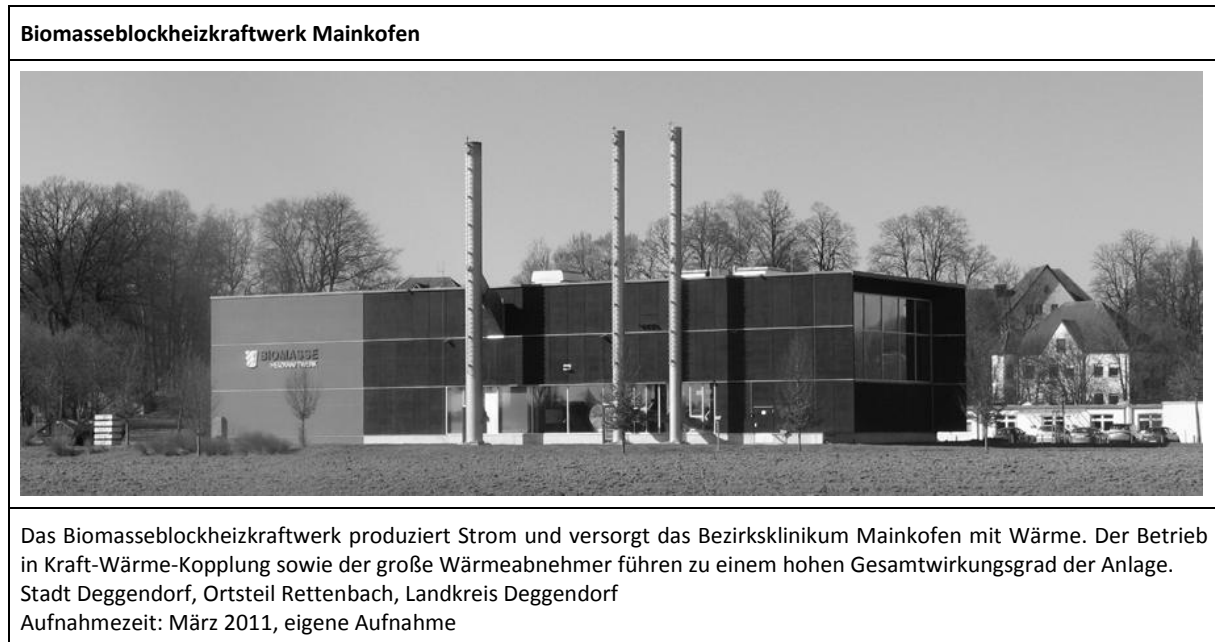 Biomasseblockheizkraftwerk Mainkofen
BIOMASSE
HEIZKRAFTWERK
Das Biomasseblockheizkraftwerk produziert Strom und versorgt das Bezirksklinikum Mainkofen mit Wärme. Der Betrieb
in Kraft-Wärme-Kopplung sowie der große Wärmeabnehmer führen zu einem hohen Gesamtwirkungsgrad der Anlage.
Stadt Deggendorf, Ortsteil Rettenbach, Landkreis Deggendorf
Aufnahmezeit: März 2011, eigene Aufnahme